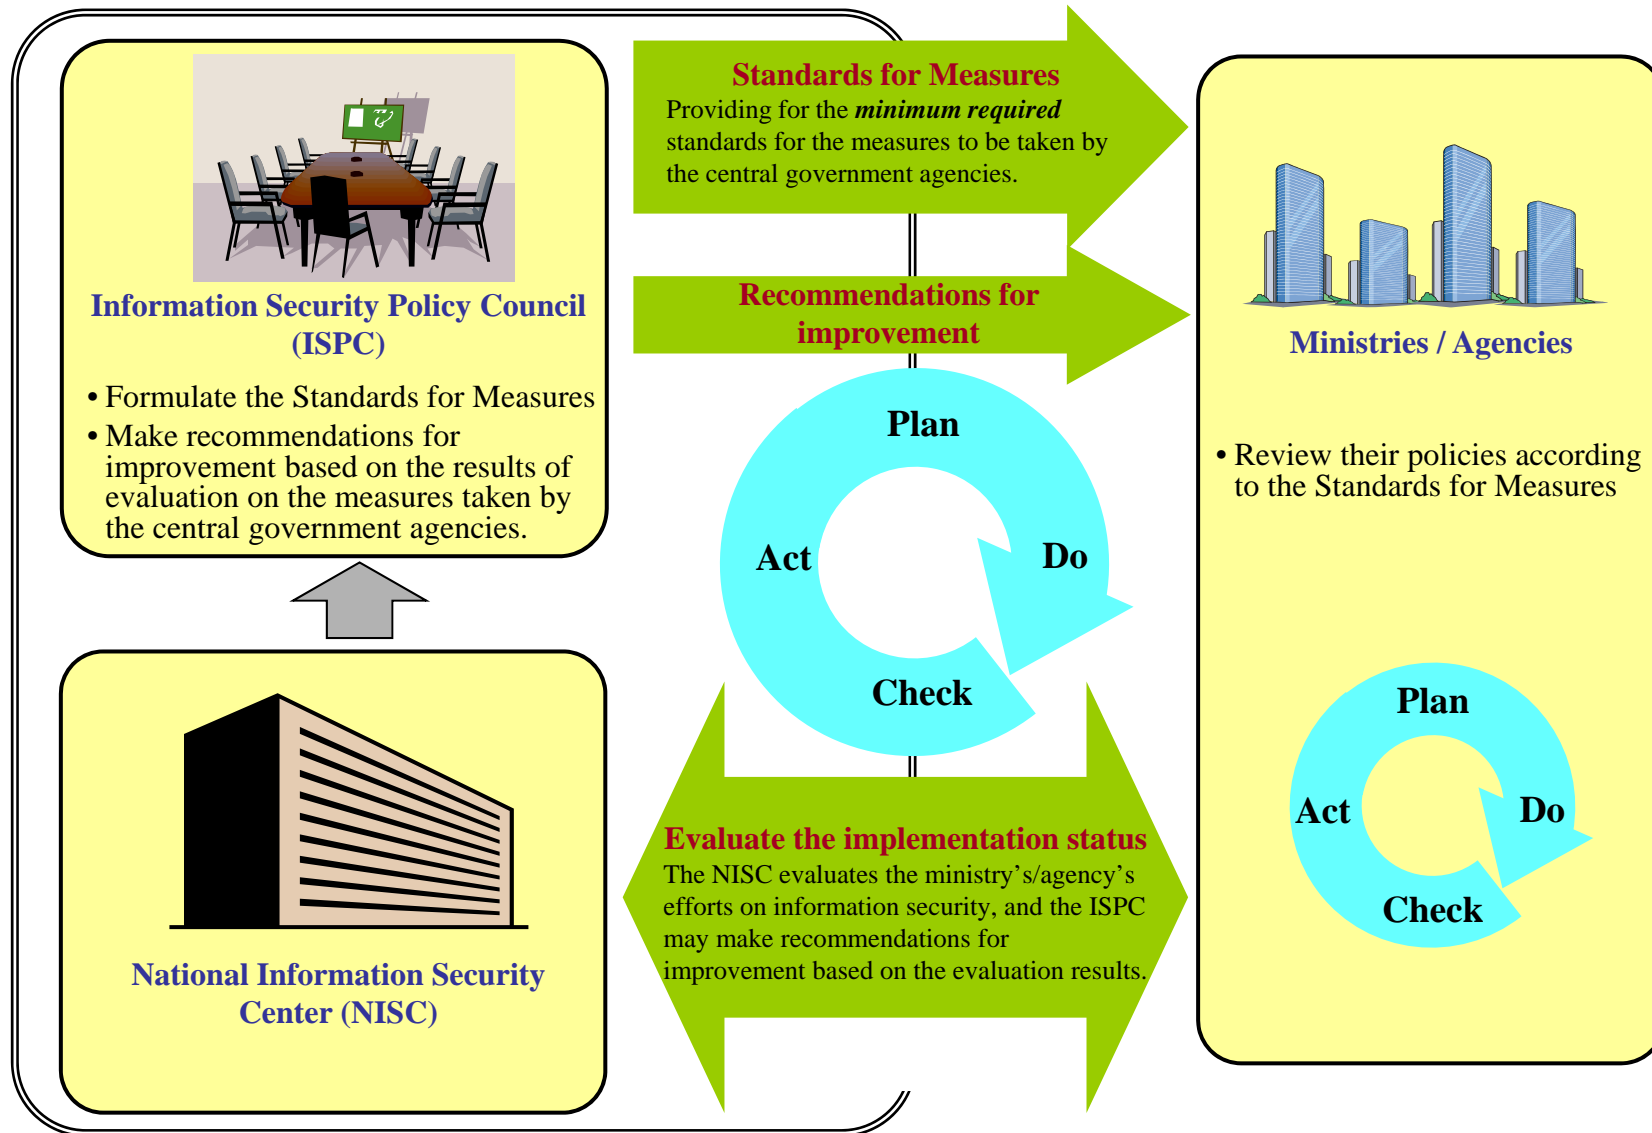 Information Security Policy Council
(ISPC)
• Formulate the Standards for Measures
• Make recommendations for
improvement based on the results of
evaluation on the measures taken by
the central government agencies.
National Information Security
Center (NISC)
Standards for Measures
Providing for the minimum required
standards for the measures to be taken by
the central government agencies.
Recommendations for
improvement
Plan
Do
Check
Act
Evaluate the implementation status
The NISC evaluates the ministry’s/agency’s
efforts on information security, and the ISPC
may make recommendations for
improvement based on the evaluation results.
Ministries / Agencies
• Review their policies according
to the Standards for Measures
Plan
Do
Check
Act